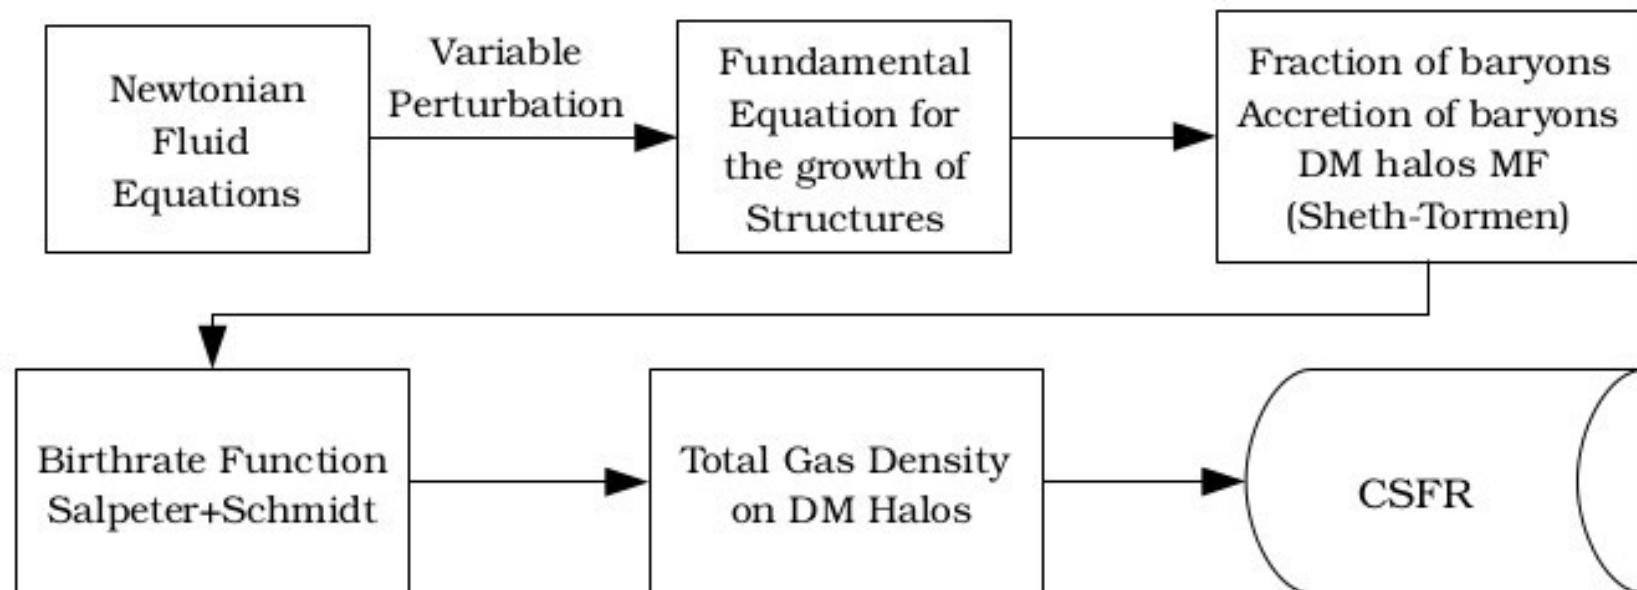 Newtonian
Fluid
Equations
Variable
Perturbation
Fundamental
Equation for
the growth of
Structures
Fraction of baryons
Accretion of baryons
DM halos MF
(Sheth-Tormen)
Birthrate Function
Salpeter+Schmidt
Total Gas Density
on DM Halos
CSFR